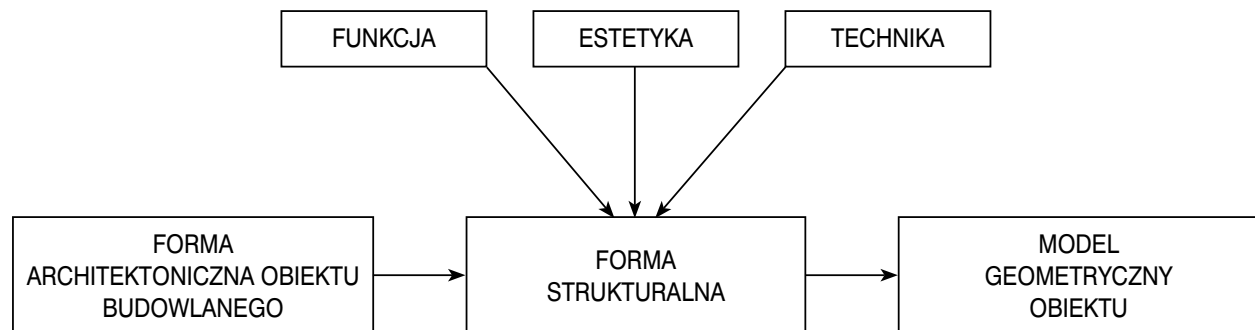 FUNKCJA
ESTETYKA
TECHNIKA
FORMA
ARCHITEKTONICZNA OBIEKTU
BUDOWLANEGO
FORMA
STRUKTURALNA
MODEL
GEOMETRYCZNY
OBIEKTU